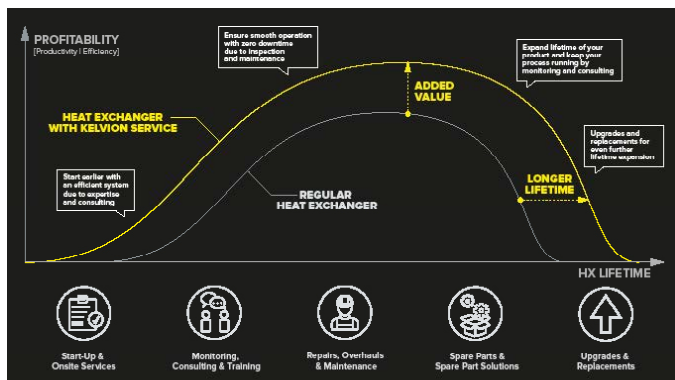 PROFITABILITY
[Productivity | Efficiency]
Ensure smooth operation
with zero downtime
due to inspection
and maintenance
Expand lifetime of your
product and keep your
process running by
monitoring and consulting
ADDED
VALUE
HEAT EXCHANGER
WITH KELVION SERVICE
Upgrades and
replacements for
even further
lifetime expansion
Start earlier with
an efficient system
due to expertise
and consulting
REGULAR
HEAT EXCHANGER
LONGER
LIFETIME
HX LIFETIME
Start-Up &
Onsite Services
Monitoring,
Consulting & Training
Repairs, Overhauls
& Maintenance
Spare Parts &
Spare Part Solutions
Upgrades &
Replacements